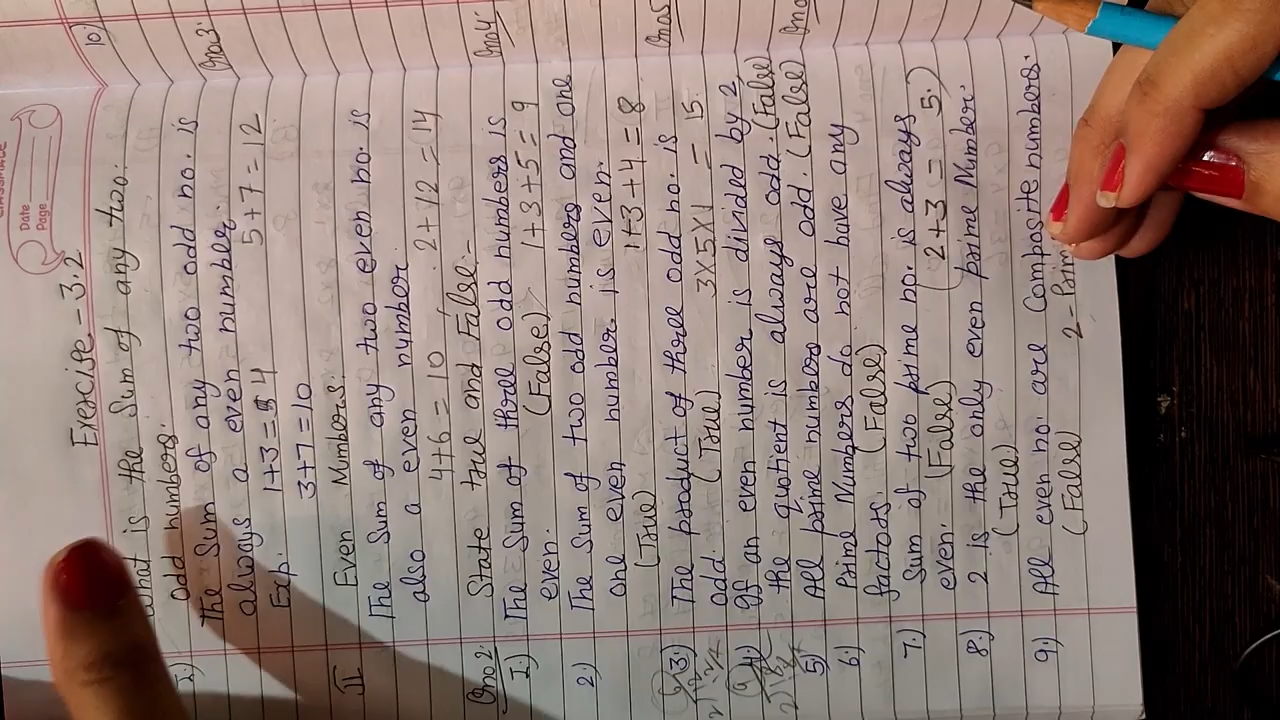 CLASSMATE
Date
Page
Exercise - 3.2
What is the Sum of any two:
I.) odd numbers.
The Sum of any two odd no. is
always a even number.
Exp. 1+3=4 5+7=12
3+7=10
II Even Numbers.
The Sum of any two even no. is
also a even number
4+6=10, 2+12=14
Qno2. State true and False.-
I.) The Sum of three odd numbers is
even. (False) 1+3+5=9
2.) The Sum of two odd numbers and one
one even number is even.
(True) 1+3+4=8
3.) The product of three odd no. is
odd. (True) 3x5x1= 15.
4.) If an even number is divided by 2,
the quotient is always odd. (False)
5) All prime numbers are odd. (False)
6.) Prime Numbers do not have any
factors. (False)
7.) Sum of two prime no. is always
even. (False) (2+3= 5.)
8.) 2 is the only even prime Number.
(True)
9.) All even no. are Composite numbers.
(False) 2-Prim
10)
Qno3.
Qno4.
Qno5
Qno